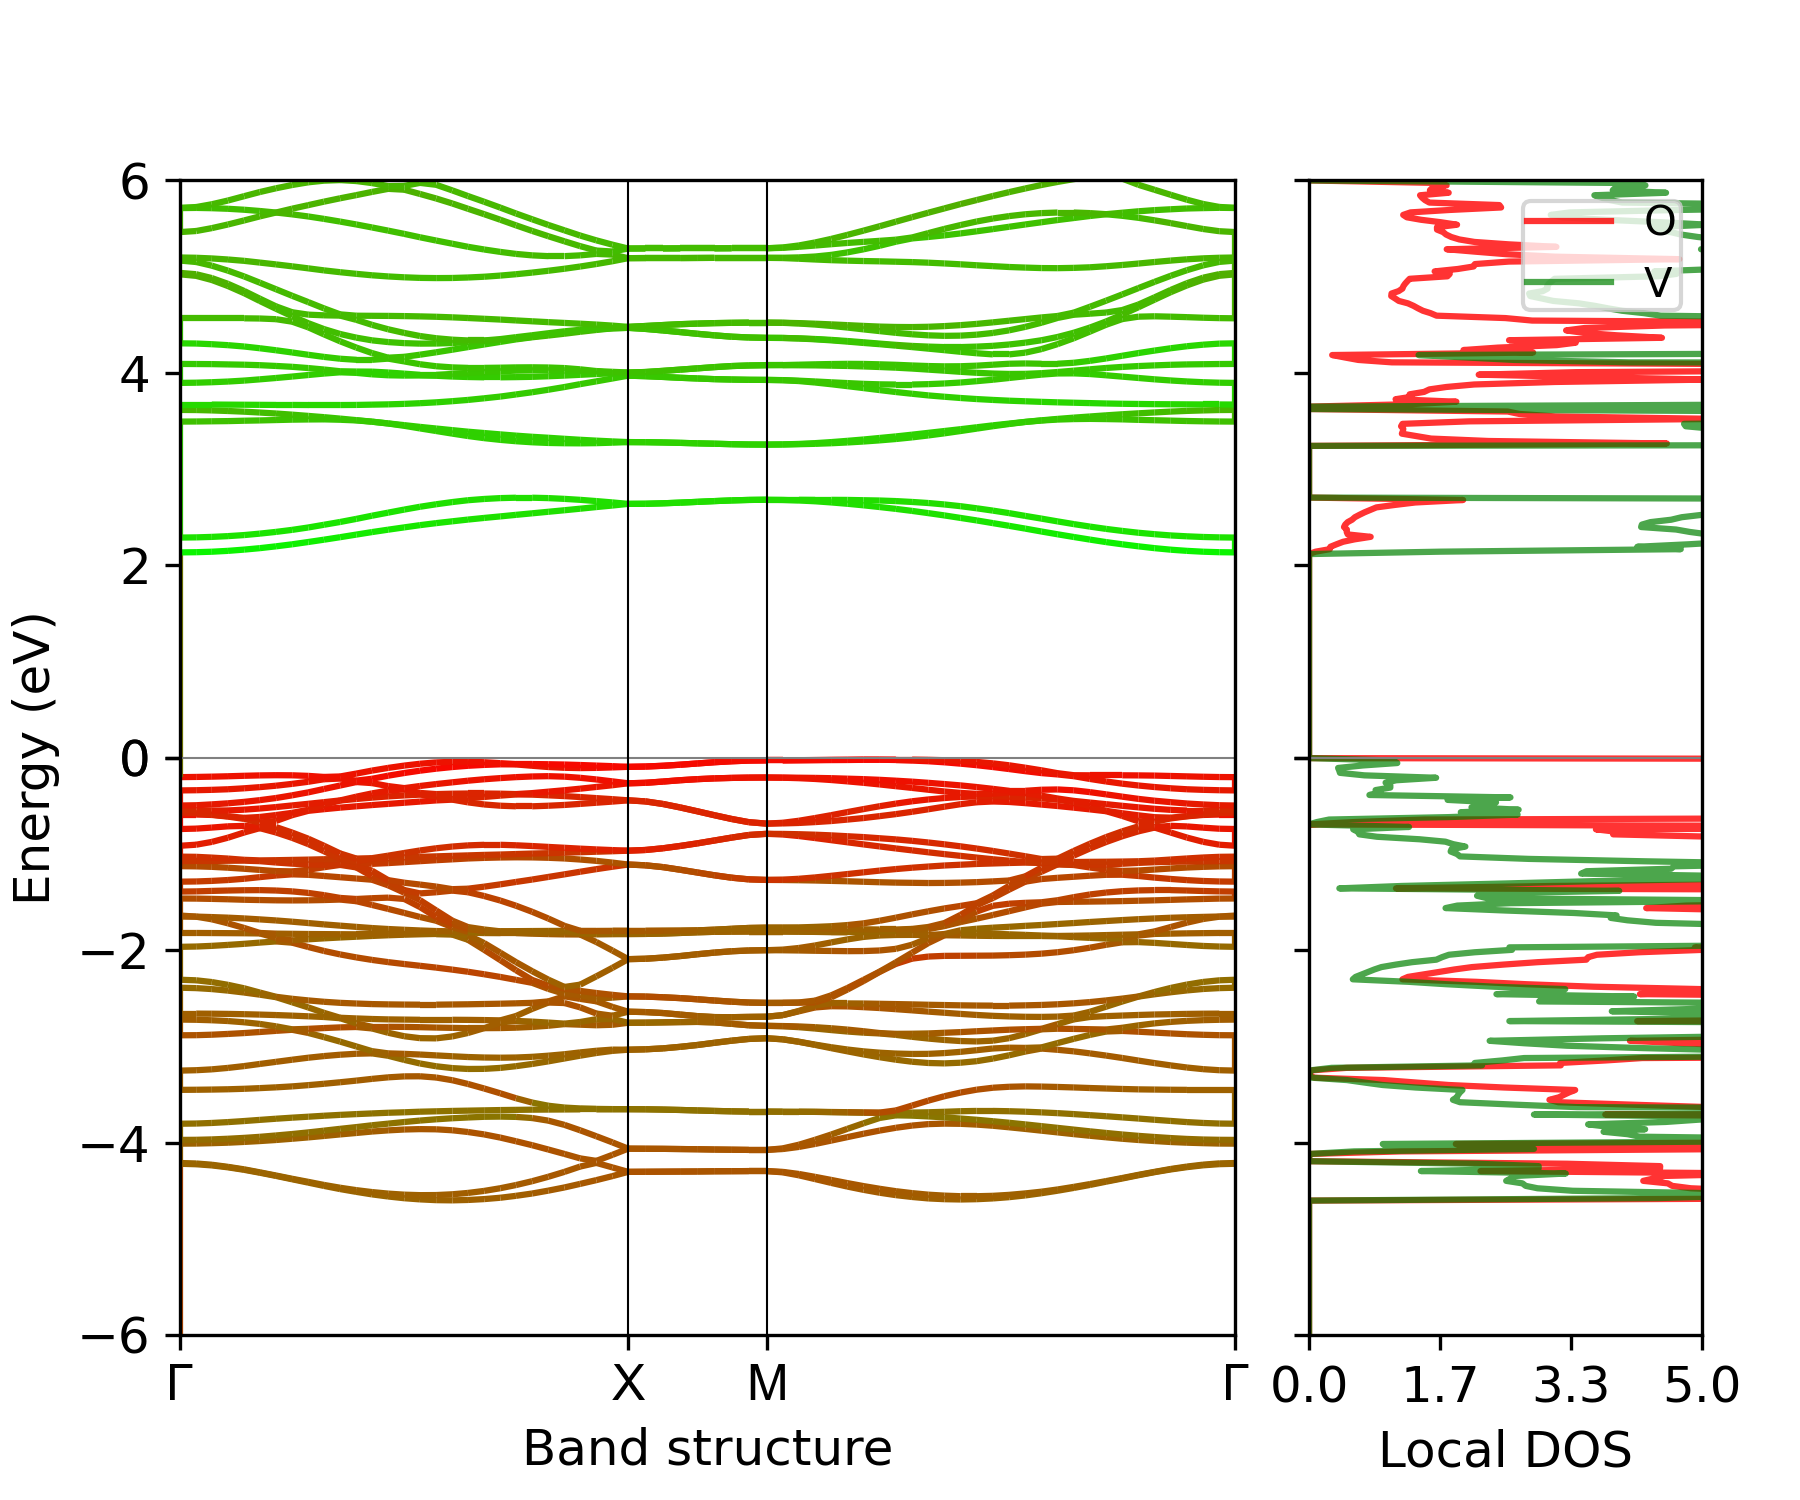 6
4
2
0
−2
−4
−6
Energy (eV)
Γ X M Γ
Band structure
O
V
0.0 1.7 3.3 5.0
Local DOS